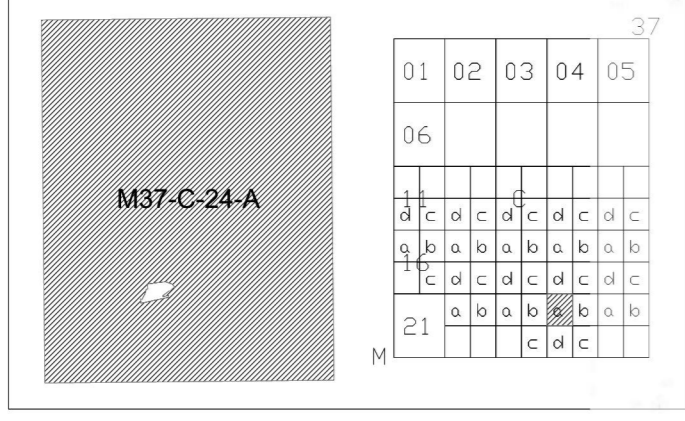 M37-C-24-A
37
01 02 03 04 05
06
11 C
d c d c d c d c d c
a b a b a b a b a b
16
c d c d c d c d c
a b a b a b a b
21
c d c
M